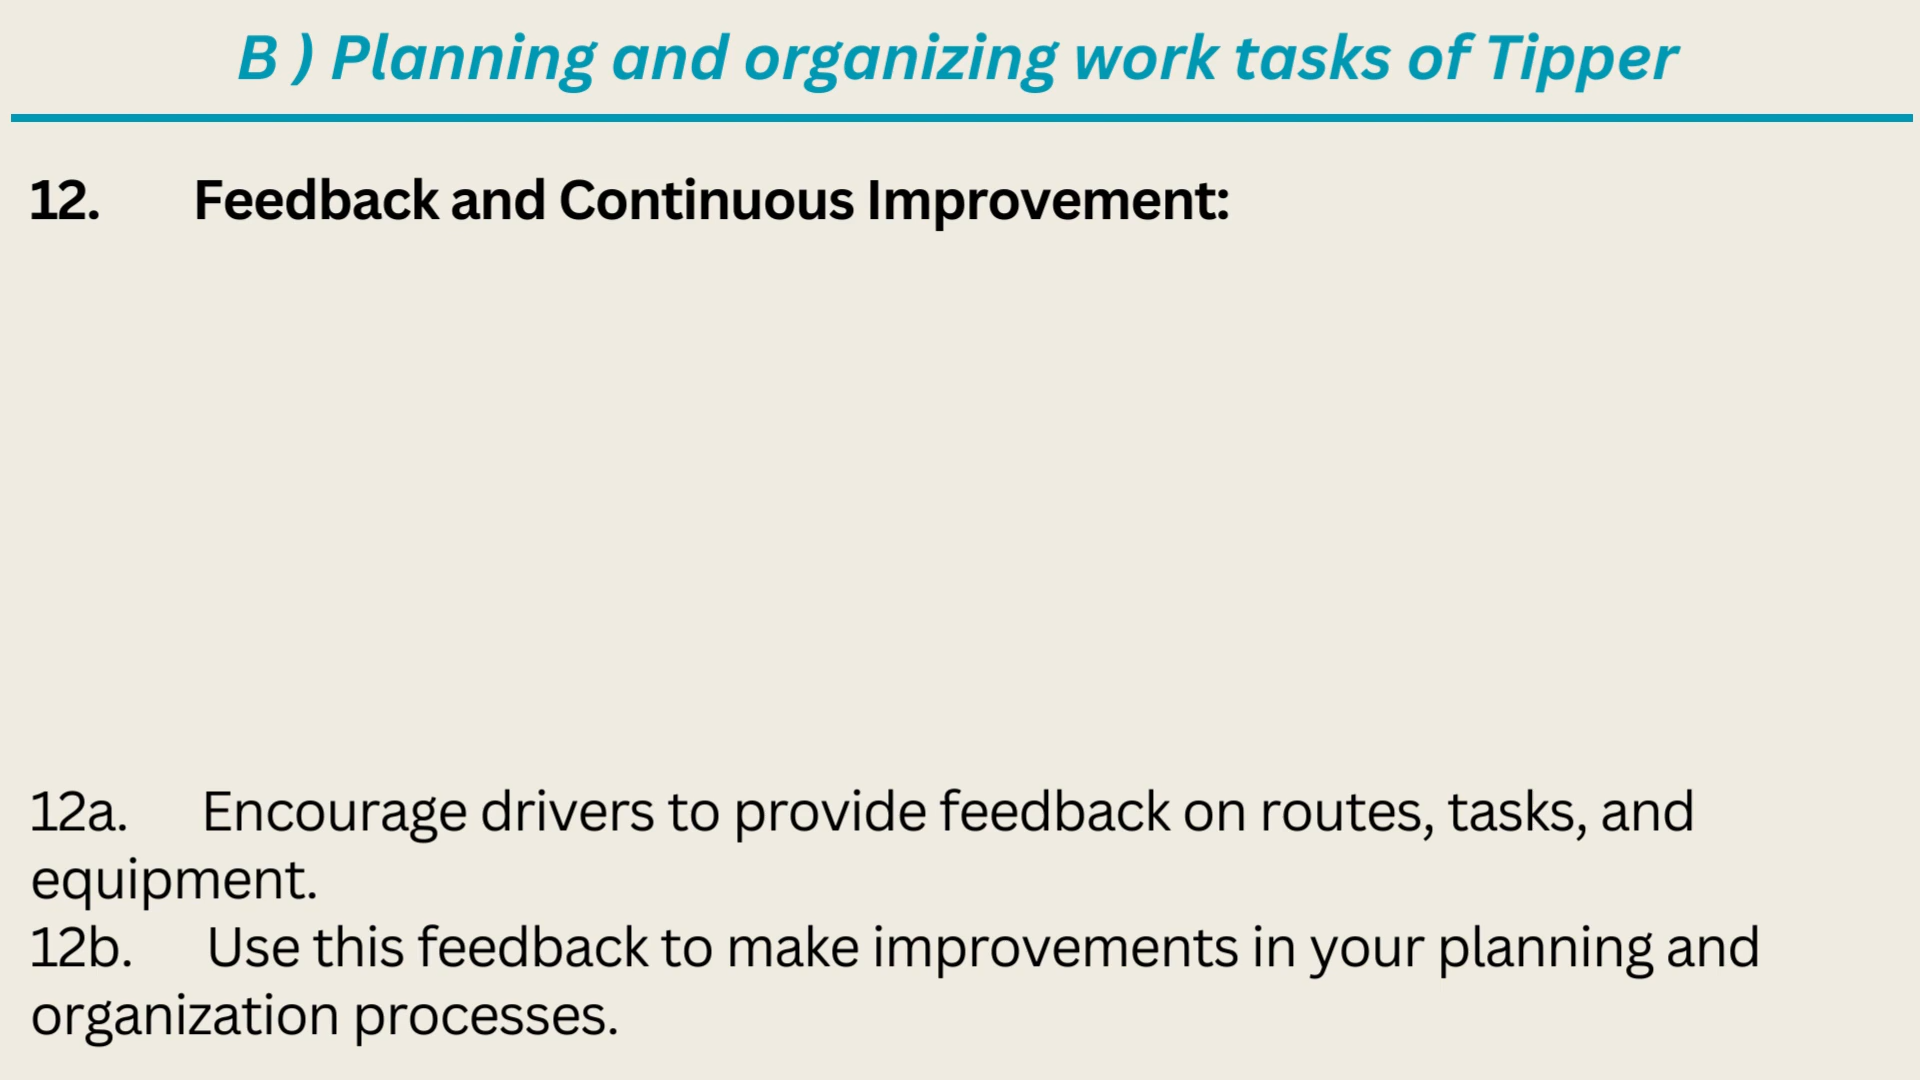 B ) Planning and organizing work tasks of Tipper
12. Feedback and Continuous Improvement:
12a. Encourage drivers to provide feedback on routes, tasks, and
equipment.
12b. Use this feedback to make improvements in your planning and
organization processes.